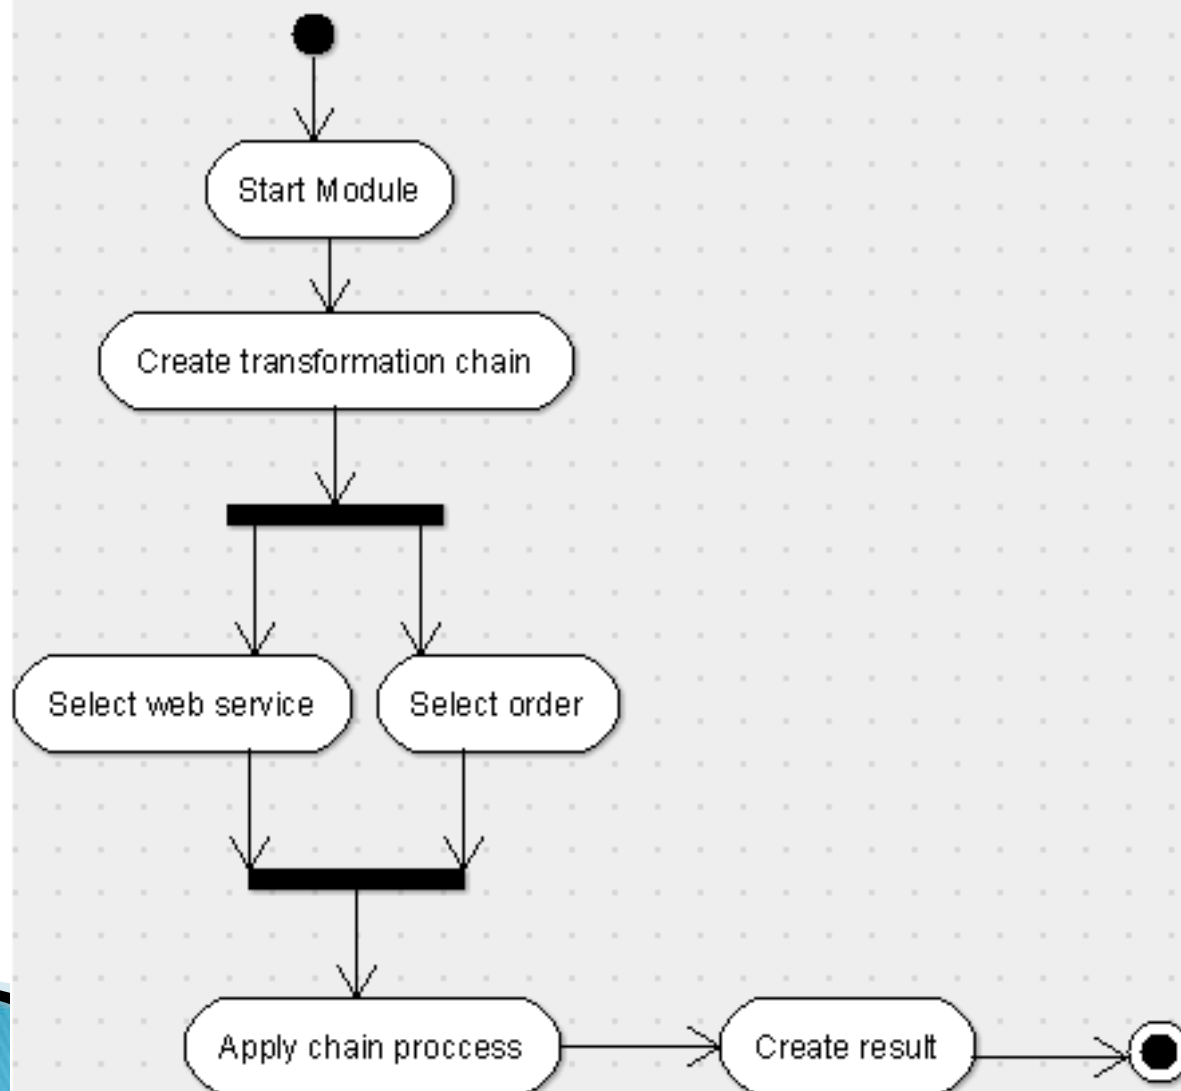 Start Module
Create transformation chain
Select web service
Select order
Apply chain proccess
Create result